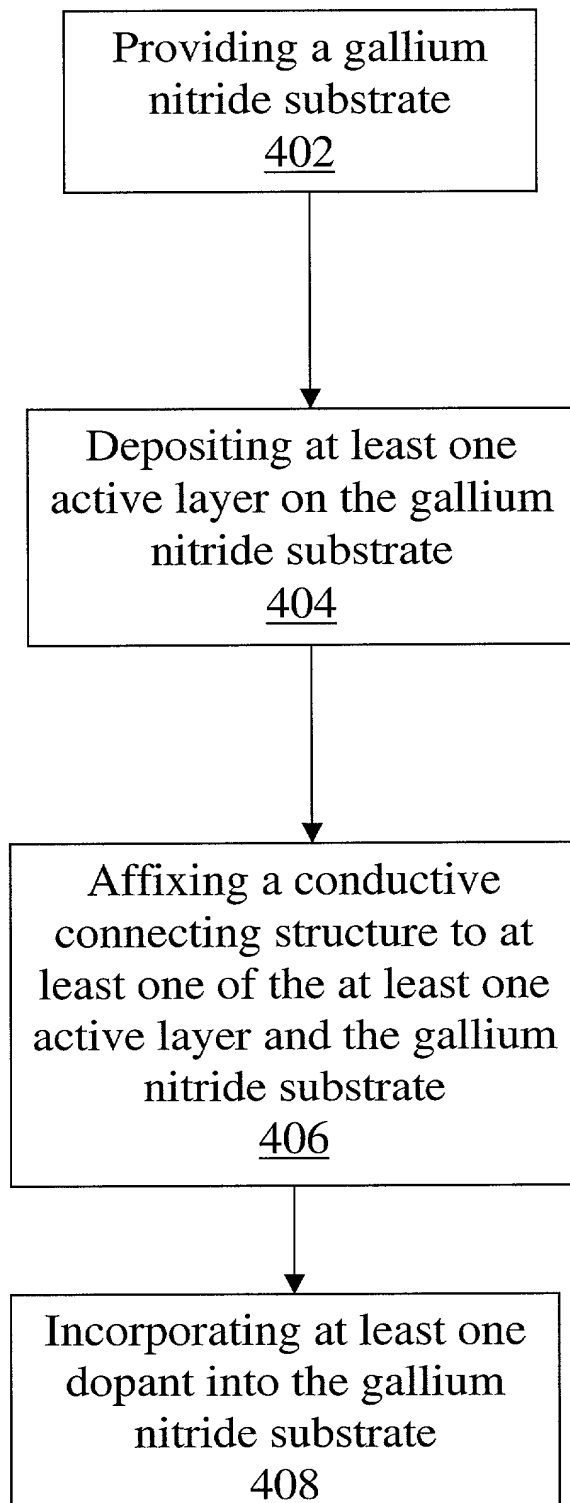 Providing a gallium
nitride substrate
402
Depositing at least one
active layer on the gallium
nitride substrate
404
Affixing a conductive
connecting structure to at
least one of the at least one
active layer and the gallium
nitride substrate
406
Incorporating at least one
dopant into the gallium
nitride substrate
408